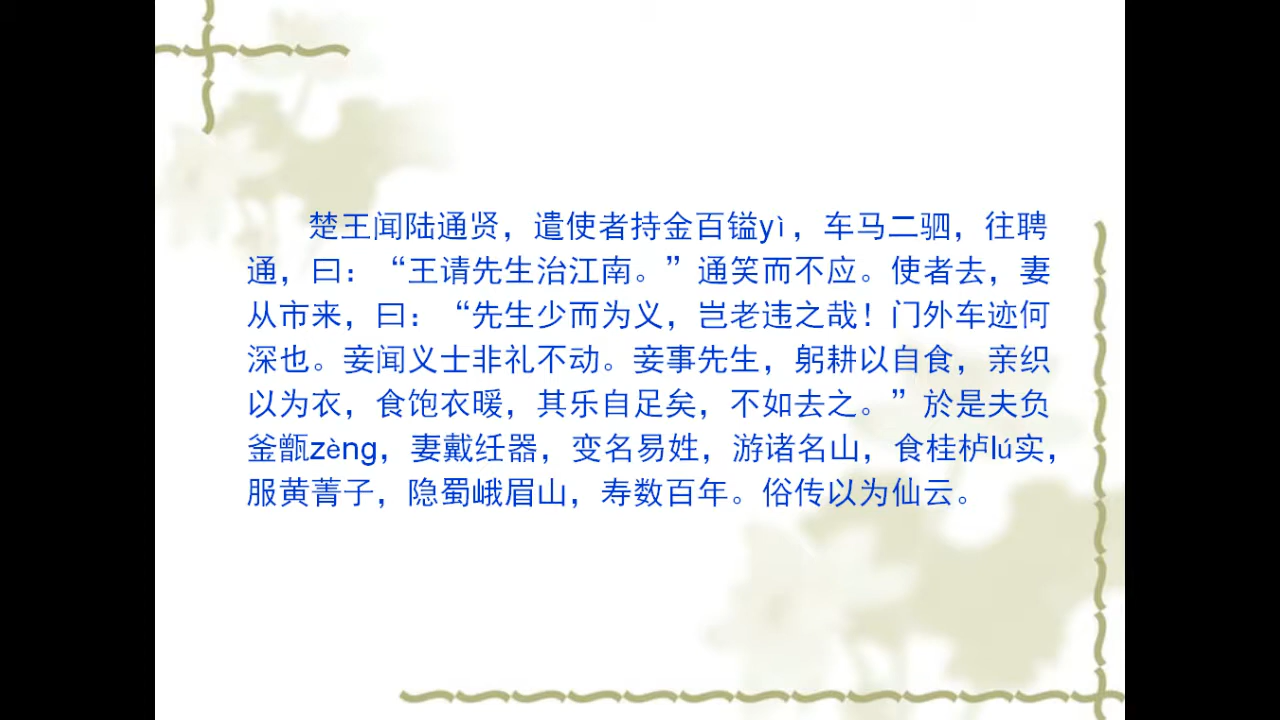 楚王闻陆通贤，遣使者持金百镒yì，车马二驷，往聘
通，曰：“王请先生治江南。”通笑而不应。使者去，妻
从市来，曰：“先生少而为义，岂老违之哉！门外车迹何
深也。妾闻义士非礼不动。妾事先生，躬耕以自食，亲织
以为衣，食饱衣暖，其乐自足矣，不如去之。”於是夫负
釜甑zèng，妻戴纴器，变名易姓，游诸名山，食桂栌lú实，
服黄菁子，隐蜀峨眉山，寿数百年。俗传以为仙云。